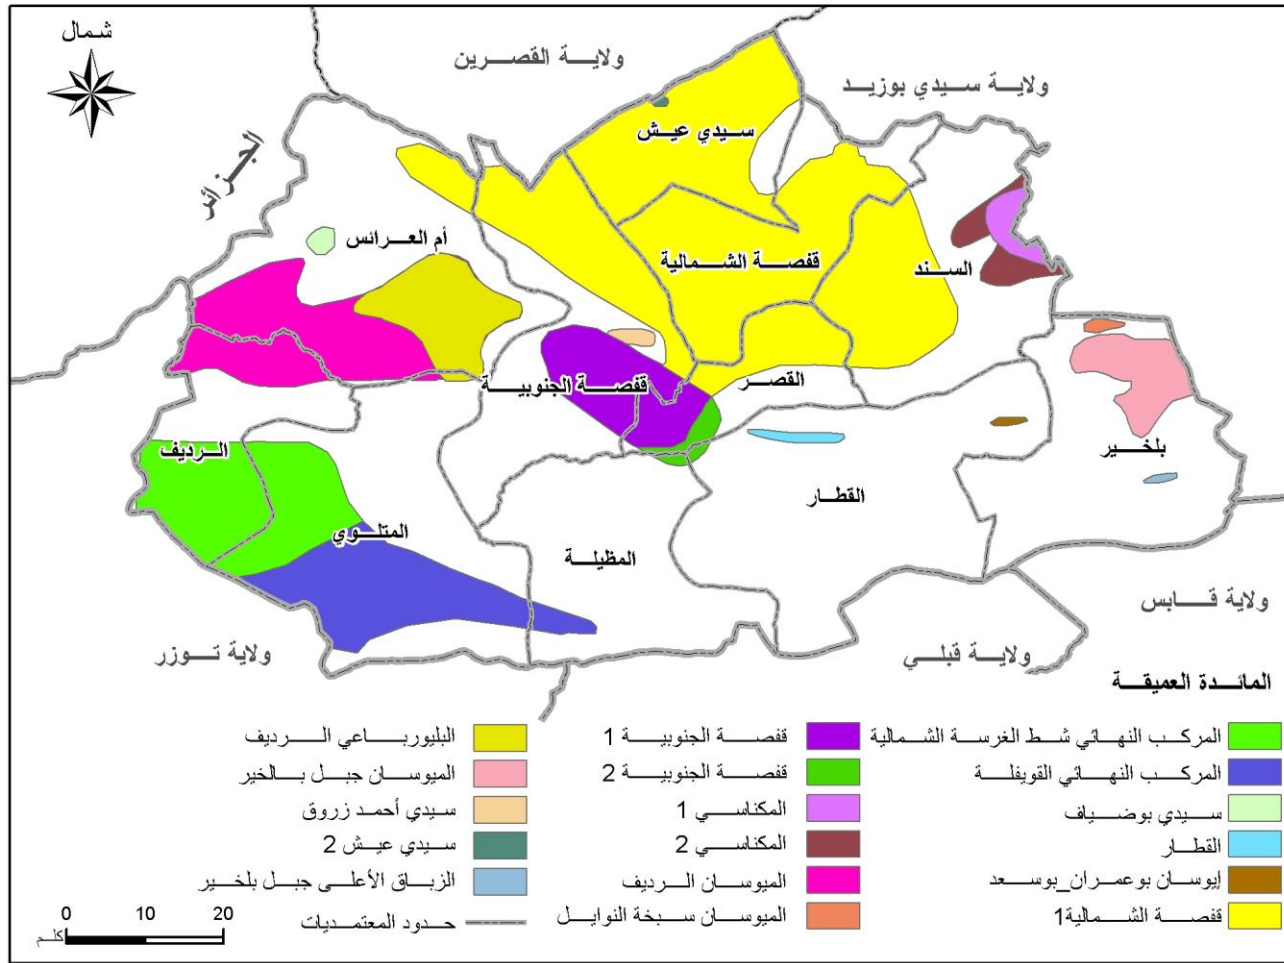 شمال
ولاية القصرين
ولاية سيدي بوزيد
الجزائر
سيدي عيش
أم العرائس
قفصة الشمالية
السند
قفصة الجنوبية
القصر
بلخير
الرديف
القطار
المتلوي
المظيلة
ولاية قابس
ولاية توزر
ولاية قبلي
المائدة العميقة
المركب النهائي شط الغرسة الشمالية
المركب النهائي القويفلة
سيدي بوضياف
القطار
إيوسان بوعمران_بوسعد
قفصة الشمالية1
قفصة الجنوبية 1
قفصة الجنوبية 2
المكناسي 1
المكناسي 2
الميوسان الرديف
الميوسان سبخة النوايل
البليورباعي الرديف
الميوسان جبل بالخير
سيدي أحمد زروق
سيدي عيش 2
الزباق الأعلى جبل بلخير
حدود المعتمديات
0 10 20
كلم